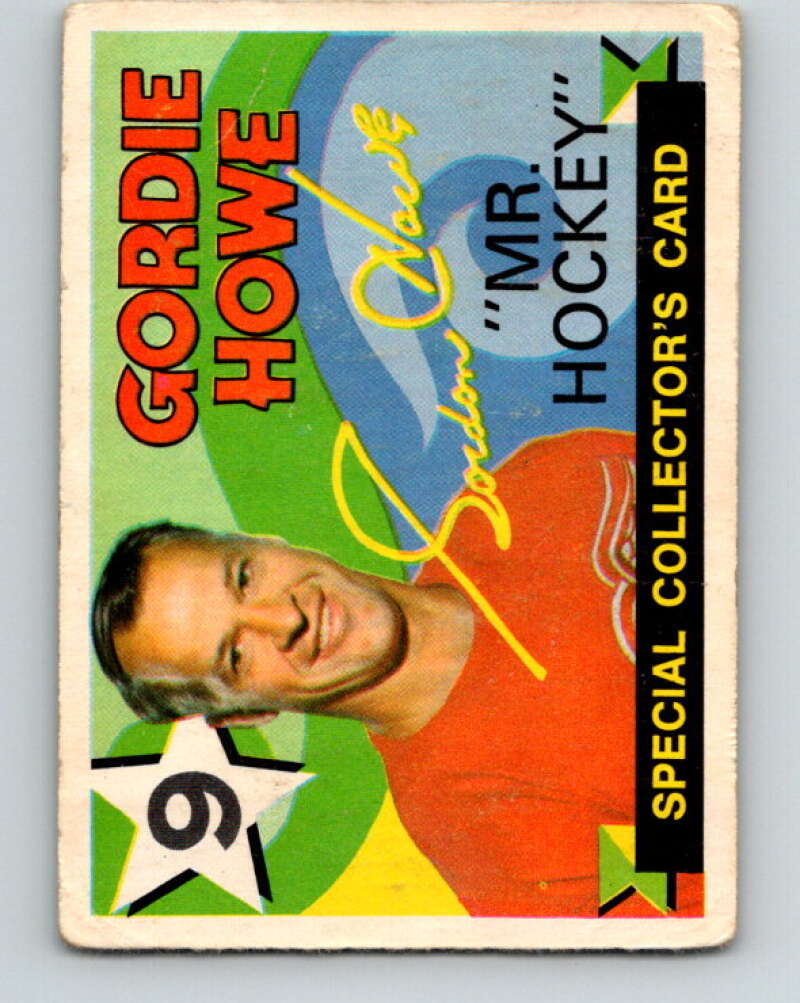 9
GORDIE
HOWE
Gordon Howe
"MR.
HOCKEY"
SPECIAL COLLECTOR'S CARD